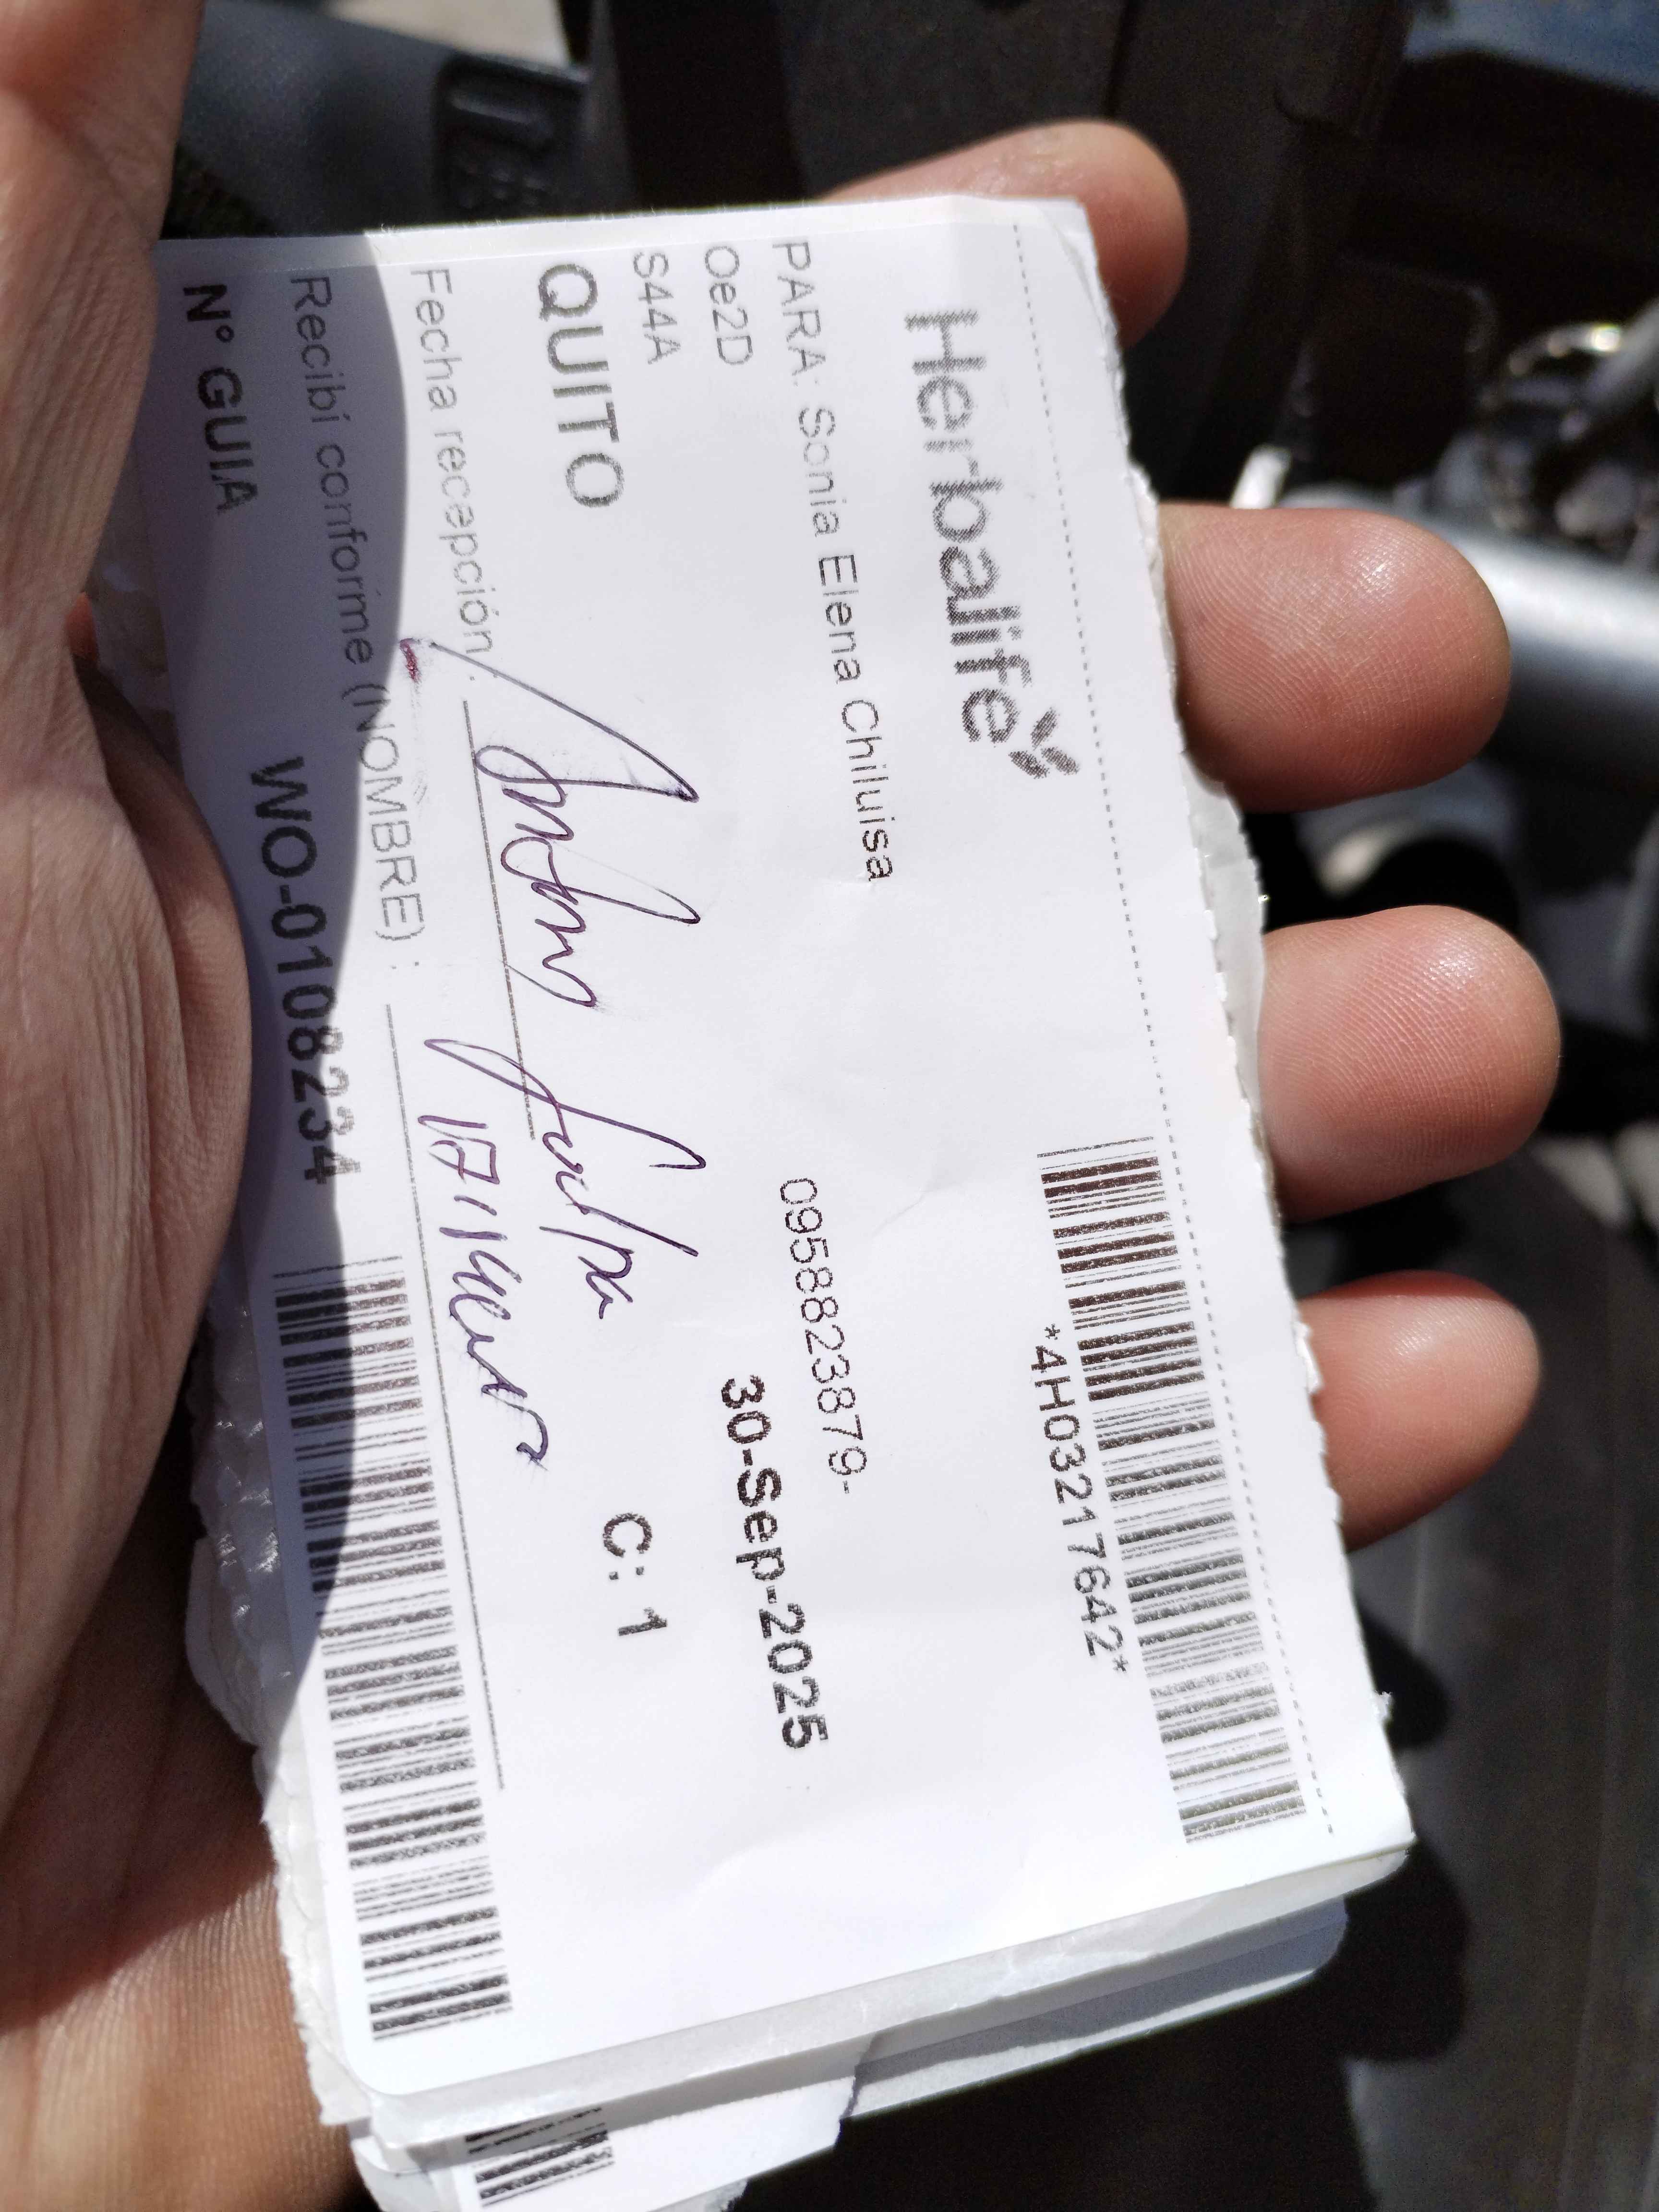 Herbalife
*4H03217642*
PARA: Sonia Elena Chiluisa
0958823879-
Oe2D
30-Sep-2025
S44A
QUITO
C: 1
Fecha recepción:
Recibí conforme (NOMBRE) :
N° GUIA WO-0108234